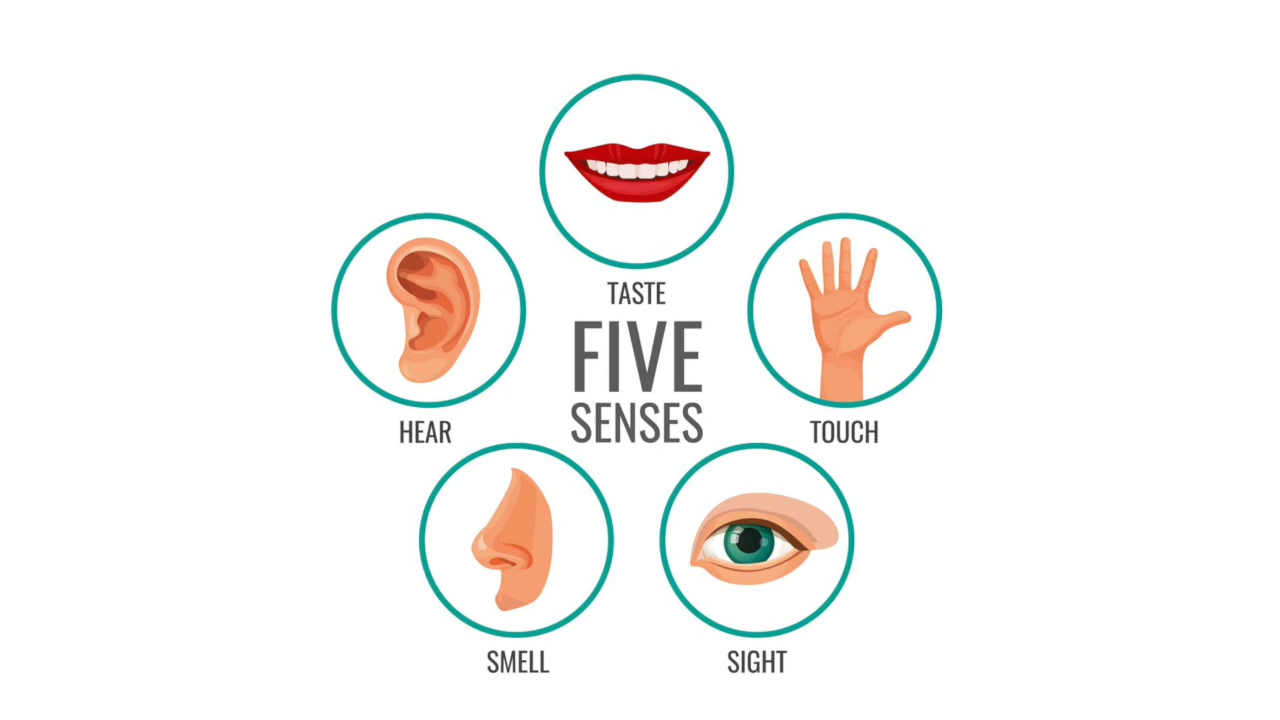 TASTE
FIVE
SENSES
HEAR
TOUCH
SMELL
SIGHT